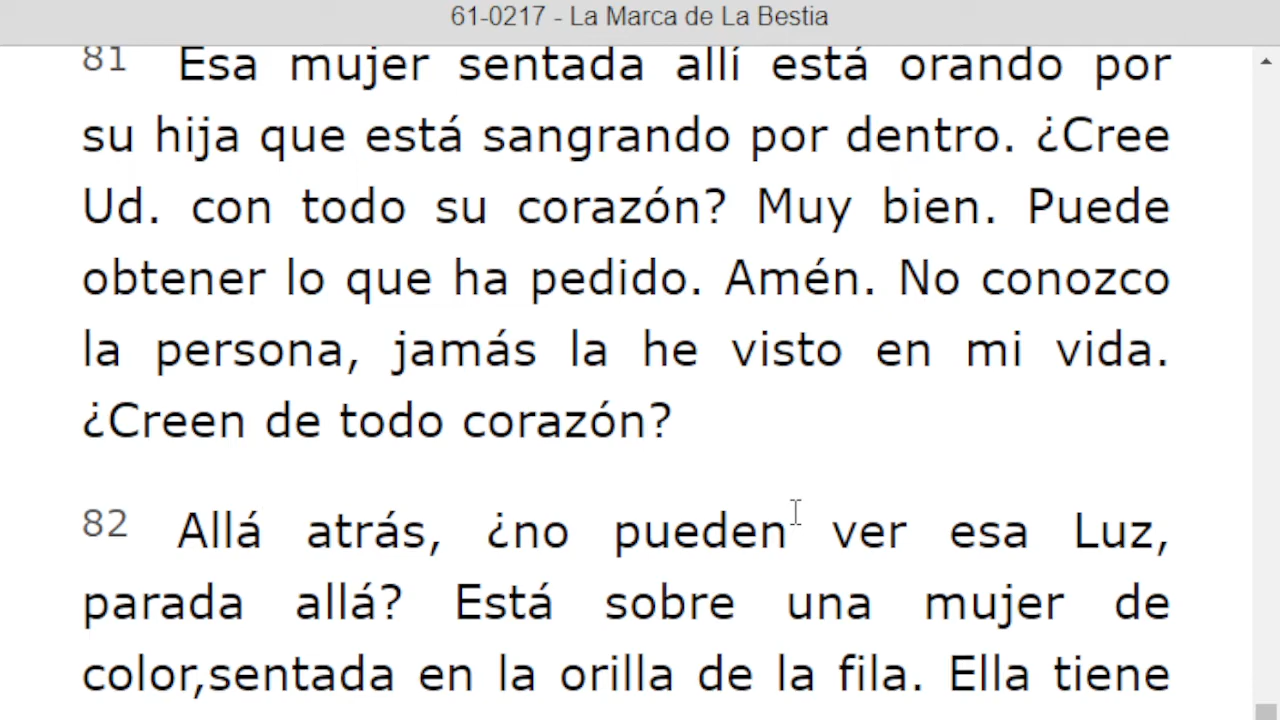 61-0217 - La Marca de La Bestia
81 Esa mujer sentada allí está orando por
su hija que está sangrando por dentro. ¿Cree
Ud. con todo su corazón? Muy bien. Puede
obtener lo que ha pedido. Amén. No conozco
la persona, jamás la he visto en mi vida.
¿Creen de todo corazón?
82 Allá atrás, ¿no pueden ver esa Luz,
parada allá? Está sobre una mujer de
color,sentada en la orilla de la fila. Ella tiene